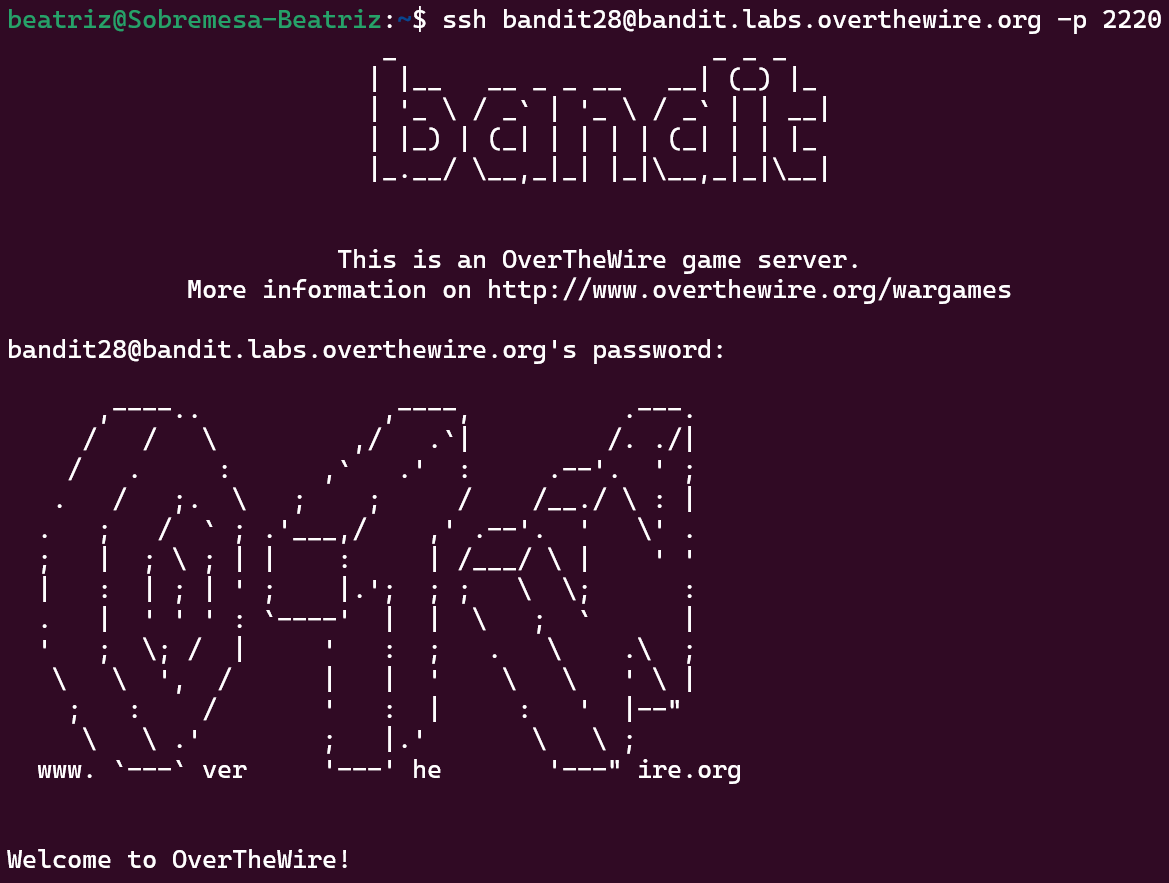 beatriz@Sobremesa-Beatriz:~$ ssh bandit28@bandit.labs.overthewire.org -p 2220
bandit
This is an OverTheWire game server.
More information on http://www.overthewire.org/wargames
bandit28@bandit.labs.overthewire.org's password:
www. `---` ver '---' he '---" ire.org
Welcome to OverTheWire!